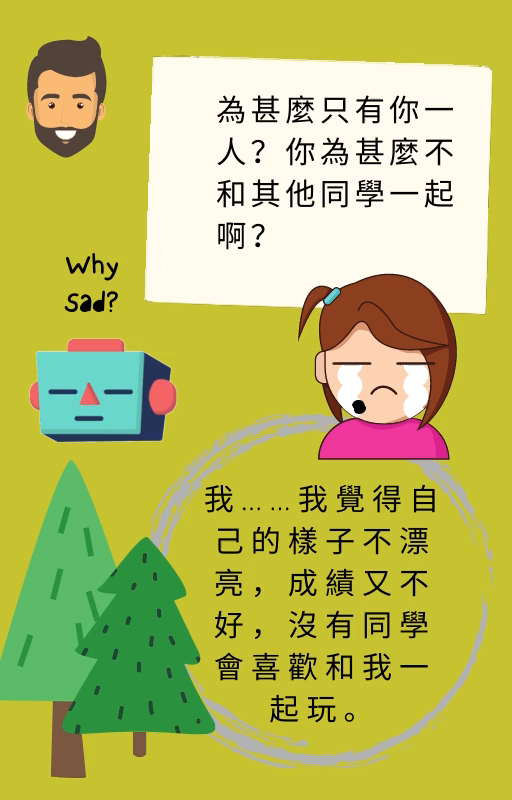 為甚麼只有你一
人？你為甚麼不
和其他同學一起
啊？
Why
sad?
我……我覺得自
己的樣子不漂
亮，成績又不
好，沒有同學
會喜歡和我一
起玩。